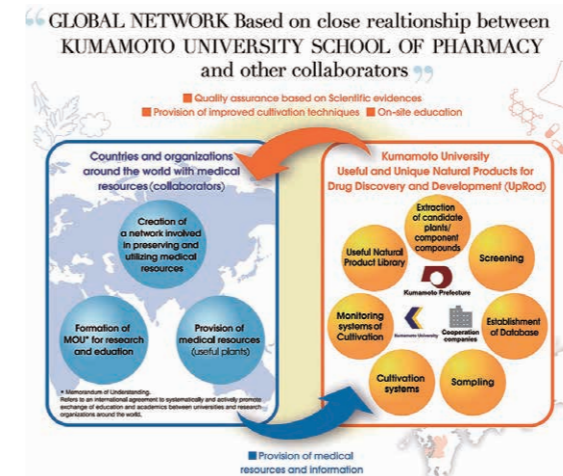 “ GLOBAL NETWORK Based on close realtionship between
KUMAMOTO UNIVERSITY SCHOOL OF PHARMACY
and other collaborators ”
■ Quality assurance based on Scientific evidences
■ Provision of improved cultivation techniques ■ On-site education
Countries and organizations
around the world with medical
resources (collaborators)
Creation of
a network involved
in preserving and
utilizing medical
resources
Formation of
MOU* for research
and eduation
Provision of
medical resources
(useful plants)
* Memorandum of Understanding.
Refers to an international agreement to systematically and actively promote
exchange of education and academics between universities and research
organizations around the world.
Kumamoto University
Useful and Unique Natural Products for
Drug Discovery and Development (UpRod)
Extraction
of candidate
plants/
component
compounds
Useful Natural
Product Library
Screening
Kumamoto Prefecture
Monitoring
systems of
Cultivation
Kumamoto University
Cooperation
companies
Establishment
of Database
Cultivation
systems
Sampling
■ Provision of medical
resources and information